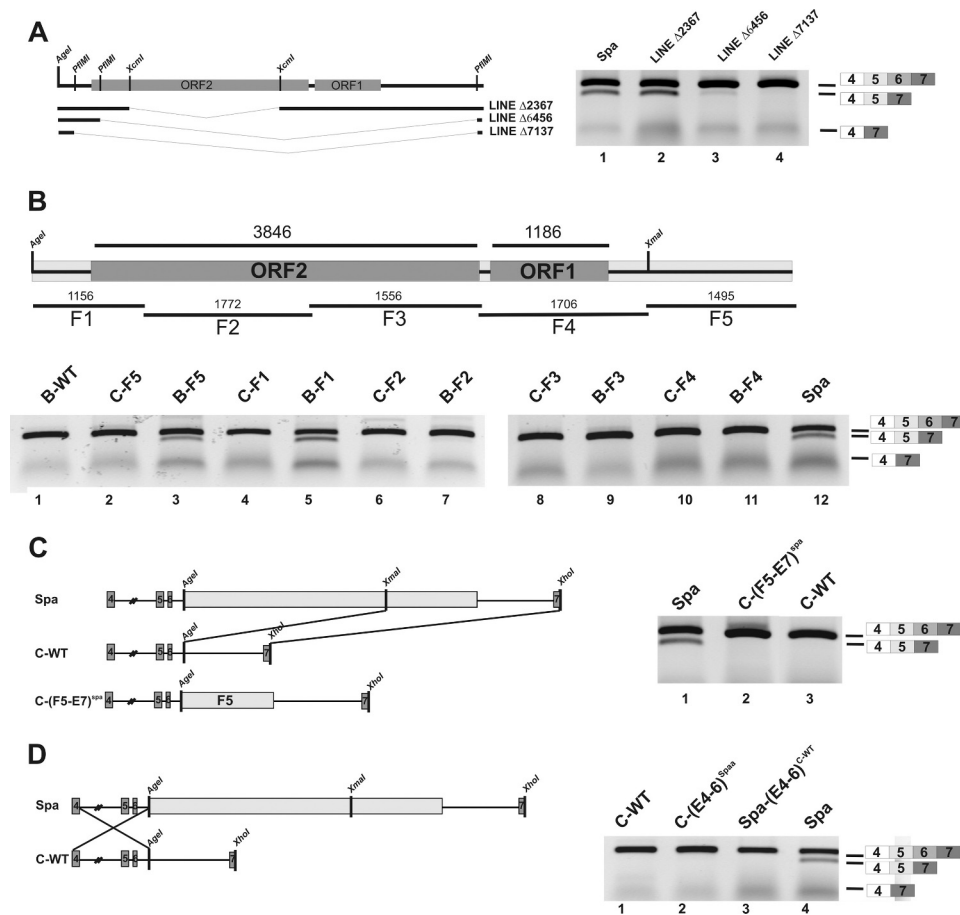 A
AgeI
PflMI
PflMI
XcmI
XcmI
PflMI
ORF2
ORF1
LINE Δ2367
LINE Δ6456
LINE Δ7137
Spa
LINE Δ2367
LINE Δ6456
LINE Δ7137
4 5 6 7
4 5 7
4 7
1 2 3 4
B
AgeI
3846
1186
XmaI
ORF2
ORF1
1156
1772
1556
1706
1495
F1
F2
F3
F4
F5
B-WT
C-F5
B-F5
C-F1
B-F1
C-F2
B-F2
C-F3
B-F3
C-F4
B-F4
Spa
4 5 6 7
4 5 7
4 7
1 2 3 4 5 6 7
8 9 10 11 12
C
AgeI
XmaI
XhoI
Spa
4 5 6 7
AgeI
XhoI
C-WT
4 5 6 7
AgeI
XhoI
C-(F5-E7)spa
4 5 6 F5 7
Spa
C-(F5-E7)spa
C-WT
4 5 6 7
4 5 7
1 2 3
D
AgeI
XmaI
XhoI
Spa
4 5 6 7
AgeI
XhoI
C-WT
4 5 6 7
C-WT
C-(E4-6)Spaa
Spa-(E4-6)C-WT
Spa
4 5 6 7
4 5 7
4 7
1 2 3 4